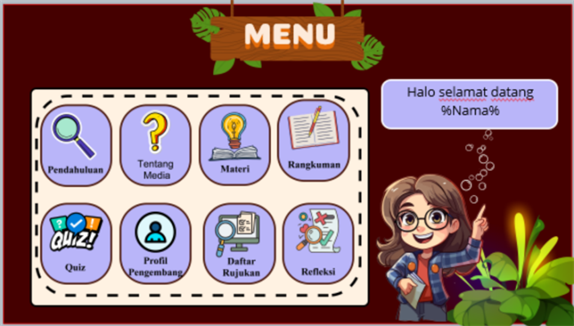 MENU
Halo selamat datang
%Nama%
Pendahuluan
Tentang
Media
Materi
Rangkuman
QUIZ!
Quiz
Profil
Pengembang
Daftar
Rujukan
Refleksi